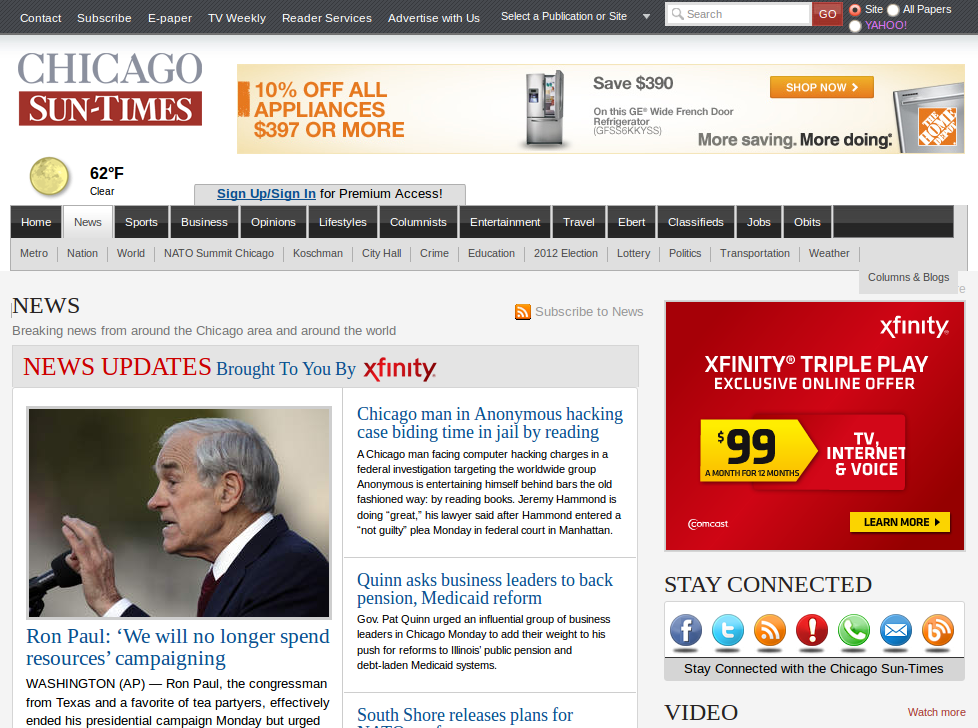 Contact Subscribe E-paper TV Weekly Reader Services Advertise with Us Select a Publication or Site Search GO Site All Papers
YAHOO!
CHICAGO
SUN-TIMES
10% OFF ALL
APPLIANCES
$397 OR MORE
Save $390
On this GE® Wide French Door
Refrigerator
(GFSS6KKYSS)
SHOP NOW
More saving. More doing.
THE HOME DEPOT
62°F
Clear
Sign Up/Sign In for Premium Access!
Home News Sports Business Opinions Lifestyles Columnists Entertainment Travel Ebert Classifieds Jobs Obits
Metro Nation World NATO Summit Chicago Koschman City Hall Crime Education 2012 Election Lottery Politics Transportation Weather
Columns & Blogs
NEWS
Subscribe to News
Breaking news from around the Chicago area and around the world
NEWS UPDATES Brought To You By xfinity
Ron Paul: ‘We will no longer spend
resources’ campaigning
WASHINGTON (AP) — Ron Paul, the congressman
from Texas and a favorite of tea partyers, effectively
ended his presidential campaign Monday but urged
Chicago man in Anonymous hacking
case biding time in jail by reading
A Chicago man facing computer hacking charges in a
federal investigation targeting the worldwide group
Anonymous is entertaining himself behind bars the old
fashioned way: by reading books. Jeremy Hammond is
doing “great,” his lawyer said after Hammond entered a
“not guilty” plea Monday in federal court in Manhattan.
Quinn asks business leaders to back
pension, Medicaid reform
Gov. Pat Quinn urged an influential group of business
leaders in Chicago Monday to add their weight to his
push for reforms to Illinois’ public pension and
debt-laden Medicaid systems.
South Shore releases plans for
xfinity
XFINITY® TRIPLE PLAY
EXCLUSIVE ONLINE OFFER
$99
A MONTH FOR 12 MONTHS
TV,
INTERNET
& VOICE
Comcast
LEARN MORE
STAY CONNECTED
Stay Connected with the Chicago Sun-Times
VIDEO
Watch more